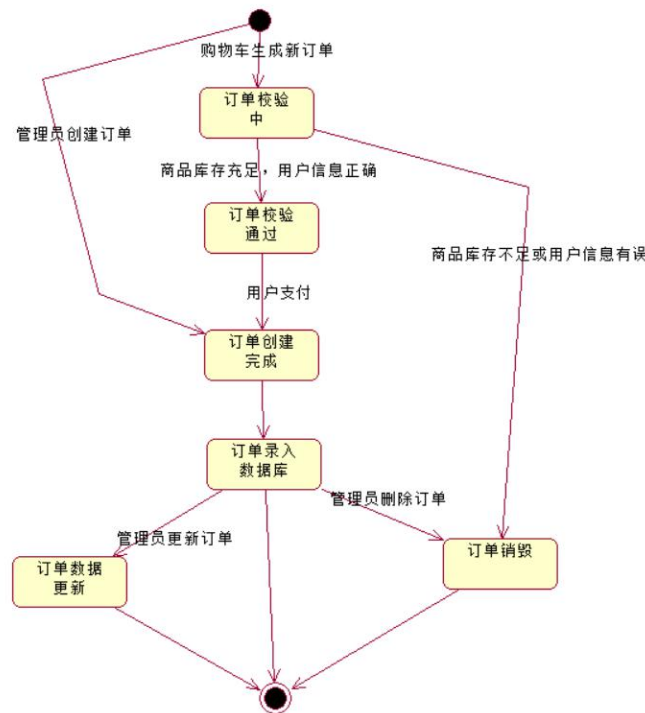 购物车生成新订单
订单校验
中
管理员创建订单
商品库存充足，用户信息正确
订单校验
通过
商品库存不足或用户信息有误
用户支付
订单创建
完成
订单录入
数据库
管理员删除订单
管理员更新订单
订单销毁
订单数据
更新